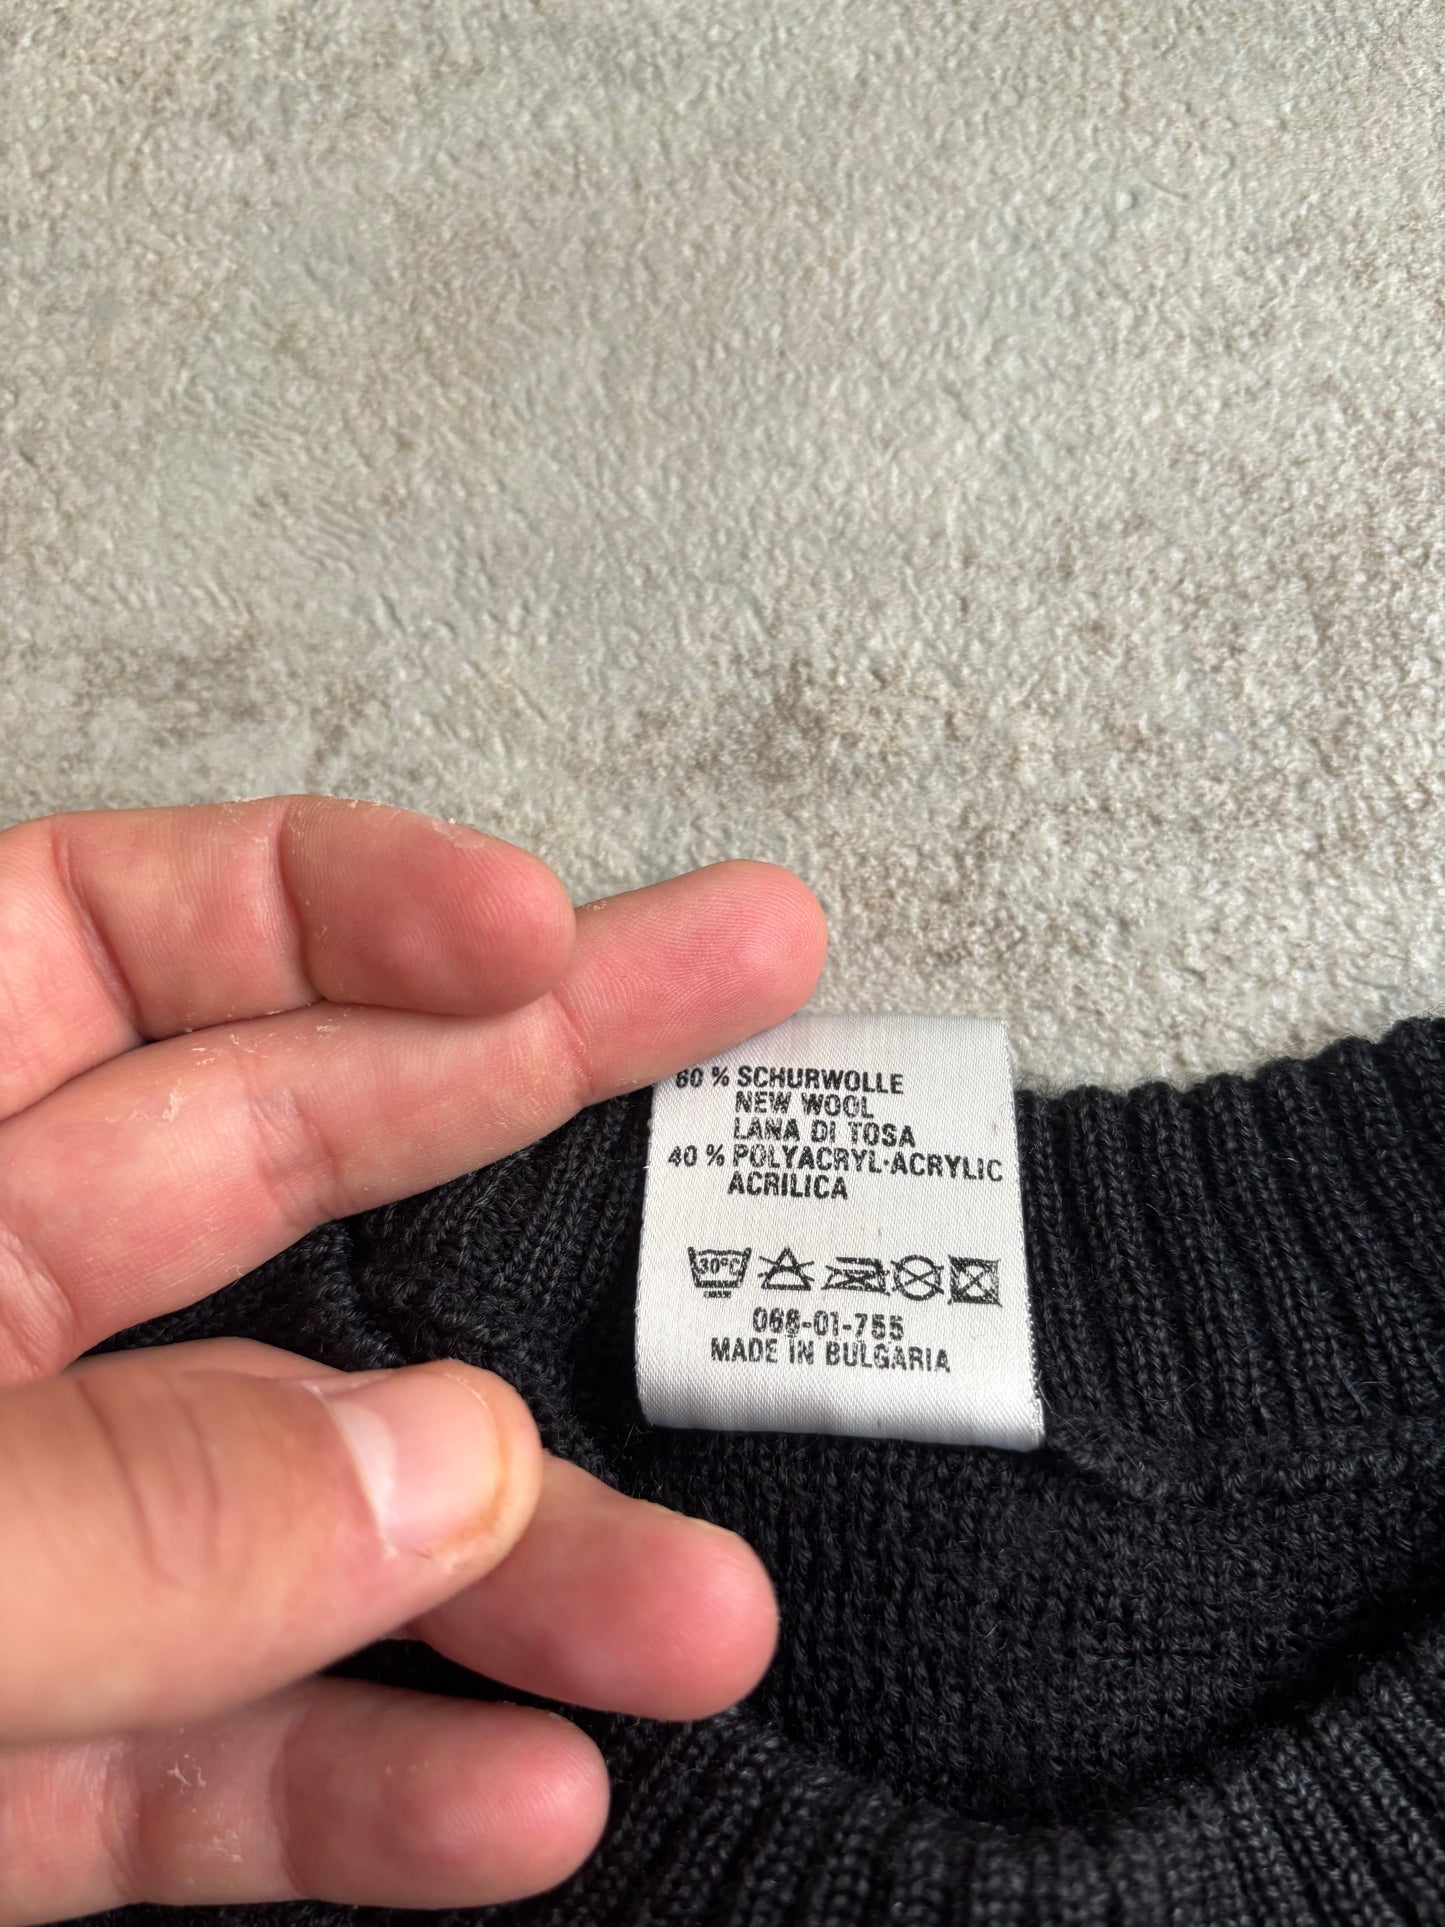 60 % SCHURWOLLE
NEW WOOL
LANA DI TOSA
40 % POLYACRYL·ACRYLIC
ACRILICA
30°C
068-01-755
MADE IN BULGARIA